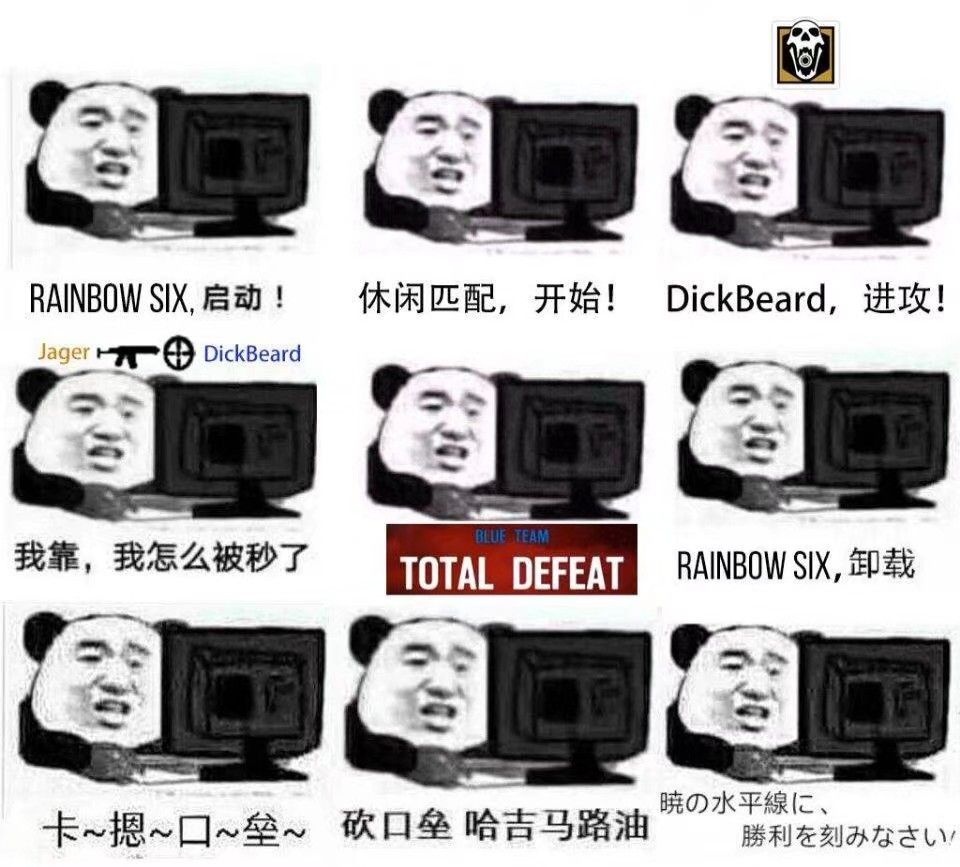 RAINBOW SIX, 启动！
休闲匹配，开始！
DickBeard，进攻！
Jager DickBeard
我靠，我怎么被秒了
BLUE TEAM
TOTAL DEFEAT
RAINBOW SIX, 卸载
卡~摁~口~垒~
砍口垒 哈吉马路油
暁の水平線に、
勝利を刻みなさい!